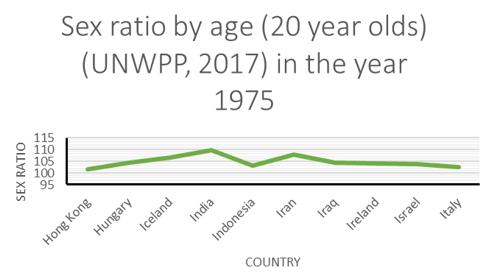 Sex ratio by age (20 year olds)
(UNWPP, 2017) in the year
1975
SEX RATIO
115
110
105
100
95
Hong Kong
Hungary
Iceland
India
Indonesia
Iran
Iraq
Ireland
Israel
Italy
COUNTRY